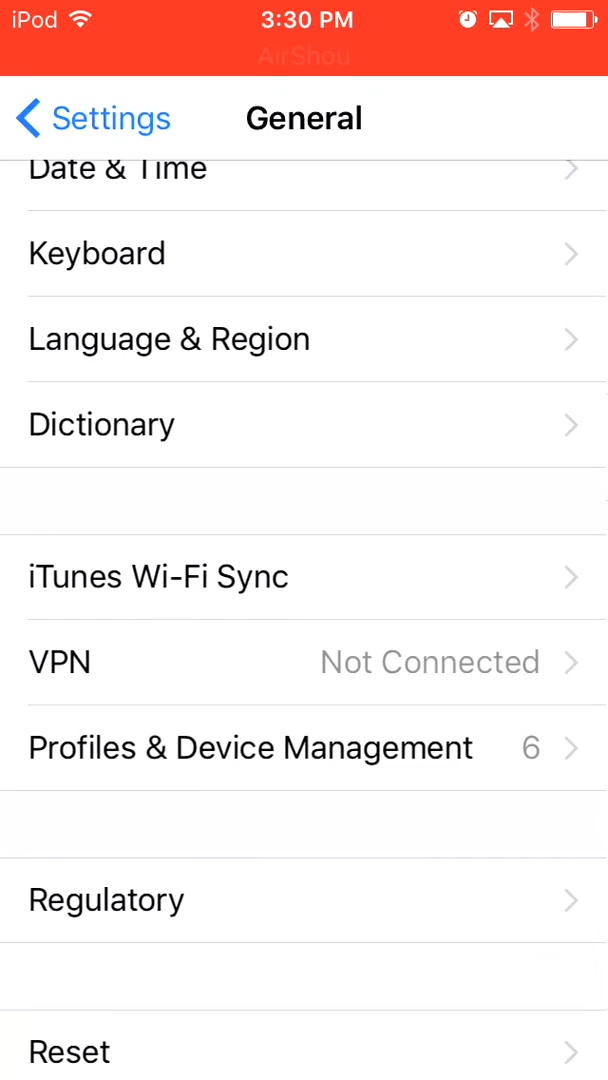 iPod 3:30 PM
AirShou
Settings General
Date & Time
Keyboard
Language & Region
Dictionary
iTunes Wi-Fi Sync
VPN Not Connected
Profiles & Device Management 6
Regulatory
Reset